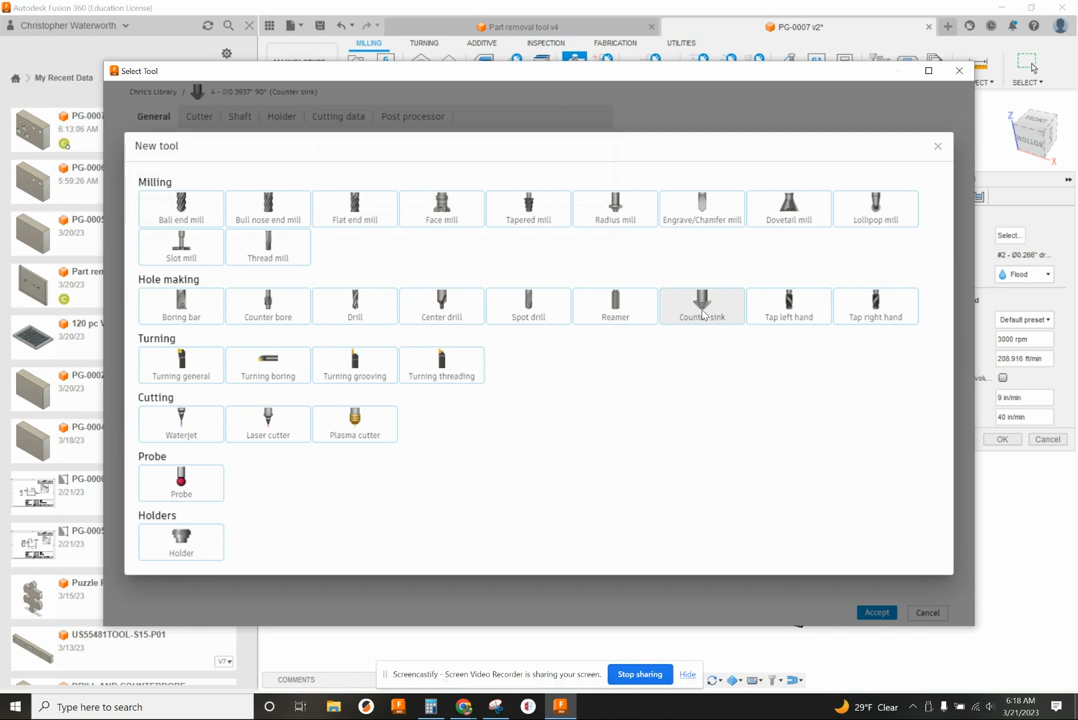 Autodesk Fusion 360 (Education License)
Christopher Waterworth
Part removal tool v4
PG-0007 v2*
MILLING
TURNING
ADDITIVE
INSPECTION
FABRICATION
UTILITIES
My Recent Data
SELECT
Select Tool
Chris's Library / 4 - Ø0.3937" 90° (Counter sink)
General
Cutter
Shaft
Holder
Cutting data
Post processor
New tool
Milling
Ball end mill
Bull nose end mill
Flat end mill
Face mill
Tapered mill
Radius mill
Engrave/Chamfer mill
Dovetail mill
Lollipop mill
Slot mill
Thread mill
Hole making
Boring bar
Counter bore
Drill
Center drill
Spot drill
Reamer
Counter sink
Tap left hand
Tap right hand
Turning
Turning general
Turning boring
Turning grooving
Turning threading
Cutting
Waterjet
Laser cutter
Plasma cutter
Probe
Probe
Holders
Holder
Accept
Cancel
PG-0007
6:13:06 AM
PG-0006
5:59:26 AM
PG-0005
3/20/23
Part rem
3/20/23
120 pc V
3/20/23
PG-0002
3/20/23
PG-0004
3/18/23
PG-0006
2/21/23
PG-0005
2/21/23
Puzzle P
3/15/23
US55481TOOL-S15-P01
3/13/23
V7
FRONT
BOTTOM
Z
X
Select...
#2 - Ø0.266" dr...
Flood
Default preset
3000 rpm
208.916 ft/min
9 in/min
40 in/min
OK
Cancel
COMMENTS
Screencastify - Screen Video Recorder is sharing your screen.
Stop sharing
Hide
Type here to search
29°F Clear
6:18 AM
3/21/2023